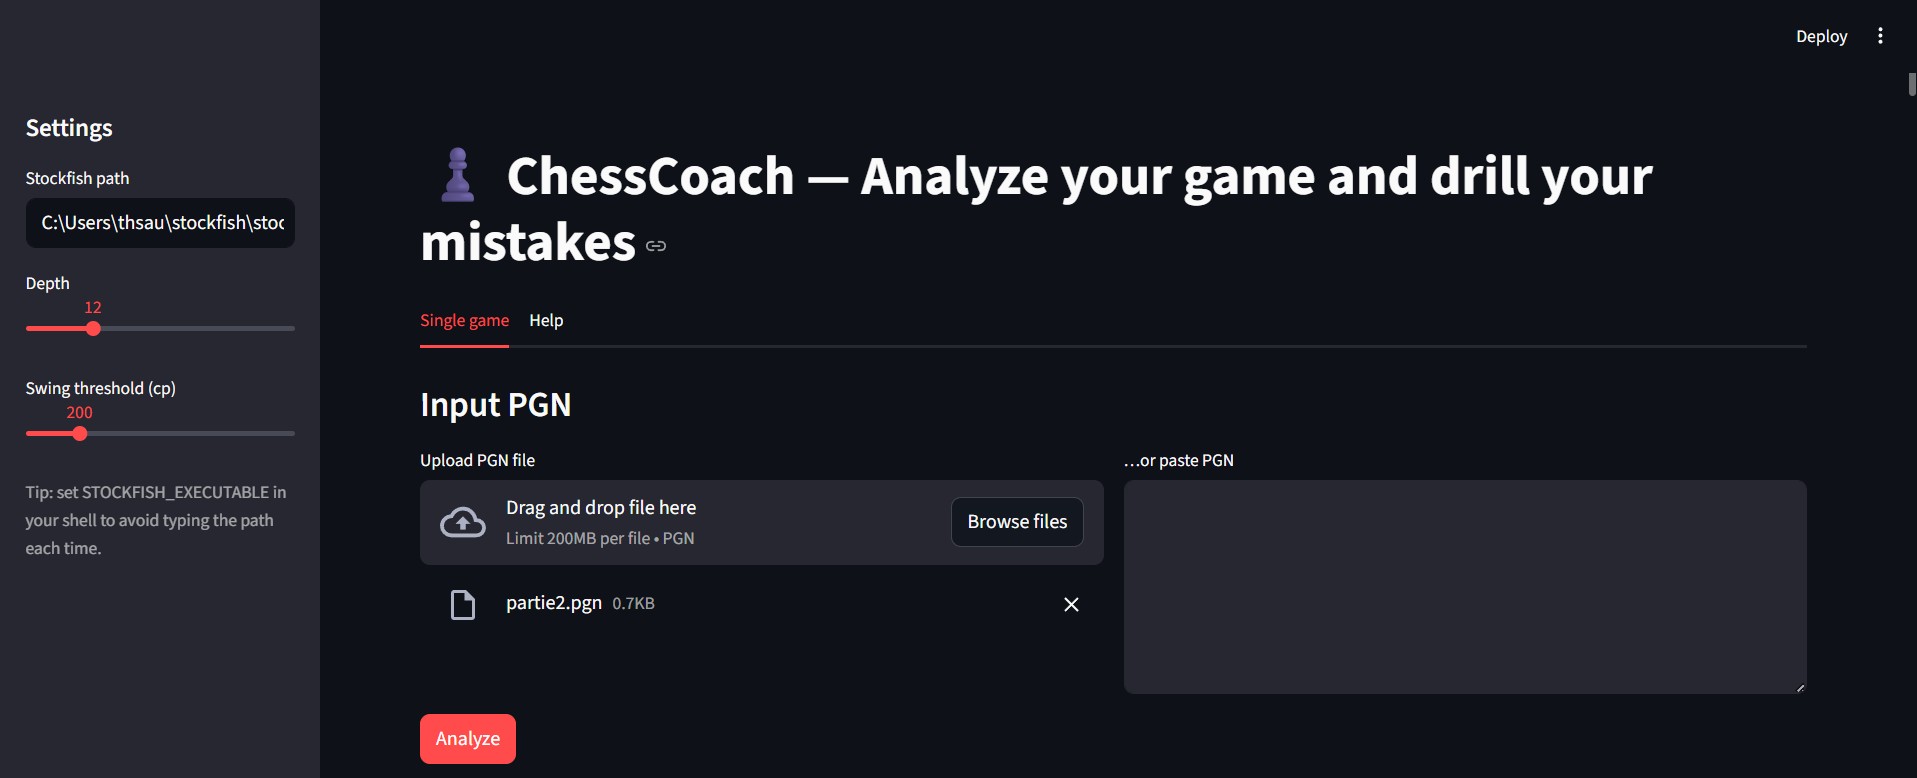 Deploy
Settings
Stockfish path
C:\Users\thsau\stockfish\stoc
Depth
12
Swing threshold (cp)
200
Tip: set STOCKFISH_EXECUTABLE in
your shell to avoid typing the path
each time.
ChessCoach — Analyze your game and drill your
mistakes
Single game Help
Input PGN
Upload PGN file
Drag and drop file here
Limit 200MB per file • PGN
Browse files
partie2.pgn 0.7KB
...or paste PGN
Analyze